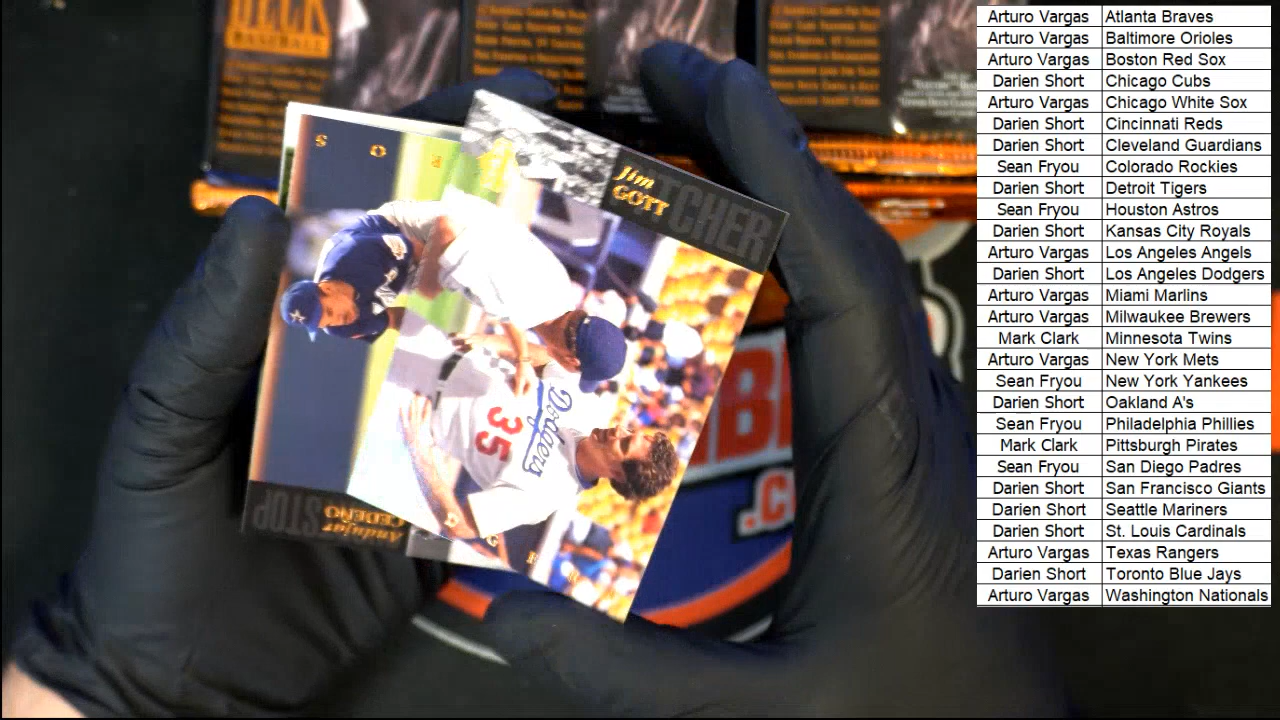 DECK
BASEBALL
Jim
GOTT
Dodgers
35
Andujar
CEDEÑO
STOP
Arturo Vargas Atlanta Braves
Arturo Vargas Baltimore Orioles
Arturo Vargas Boston Red Sox
Darien Short Chicago Cubs
Arturo Vargas Chicago White Sox
Darien Short Cincinnati Reds
Darien Short Cleveland Guardians
Sean Fryou Colorado Rockies
Darien Short Detroit Tigers
Sean Fryou Houston Astros
Darien Short Kansas City Royals
Arturo Vargas Los Angeles Angels
Darien Short Los Angeles Dodgers
Arturo Vargas Miami Marlins
Arturo Vargas Milwaukee Brewers
Mark Clark Minnesota Twins
Arturo Vargas New York Mets
Sean Fryou New York Yankees
Darien Short Oakland A's
Sean Fryou Philadelphia Phillies
Mark Clark Pittsburgh Pirates
Sean Fryou San Diego Padres
Darien Short San Francisco Giants
Darien Short Seattle Mariners
Darien Short St. Louis Cardinals
Arturo Vargas Texas Rangers
Darien Short Toronto Blue Jays
Arturo Vargas Washington Nationals